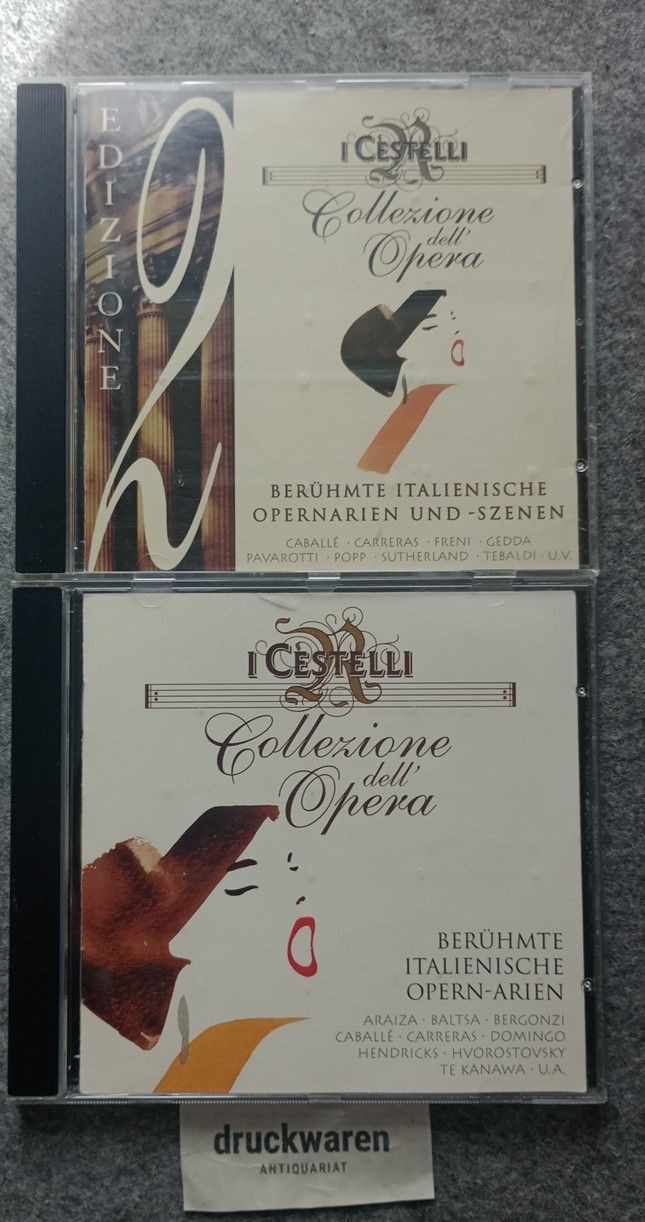 EDIZIONE
2
R
I CESTELLI
Collezione
dell'
Opera
BERÜHMTE ITALIENISCHE
OPERNARIEN UND -SZENEN
CABALLÉ · CARRERAS · FRENI · GEDDA
PAVAROTTI · POPP · SUTHERLAND · TEBALDI · U.V.
R
I CESTELLI
Collezione
dell'
Opera
BERÜHMTE
ITALIENISCHE
OPERN-ARIEN
ARAIZA · BALTSA · BERGONZI
CABALLÉ · CARRERAS · DOMINGO
HENDRICKS · HVOROSTOVSKY
TE KANAWA · U.A.
druckwaren
ANTIQUARIAT